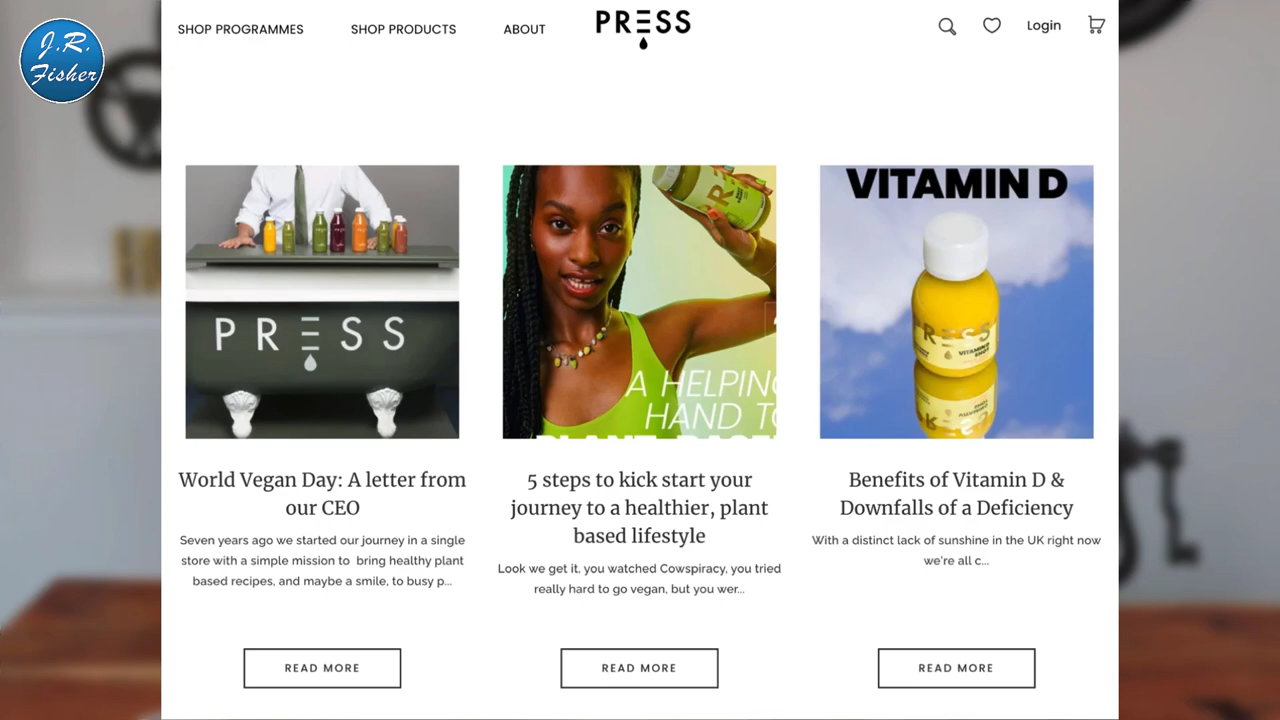 J.R.
Fisher
SHOP PROGRAMMES
SHOP PRODUCTS
ABOUT
PRESS
Login
PRESS
A HELPING
HAND TO
VITAMIN D
PRESS
VITAMIN D
SHOT
World Vegan Day: A letter from
our CEO
Seven years ago we started our journey in a single
store with a simple mission to bring healthy plant
based recipes, and maybe a smile, to busy p...
READ MORE
5 steps to kick start your
journey to a healthier, plant
based lifestyle
Look we get it, you watched Cowspiracy, you tried
really hard to go vegan, but you wer...
READ MORE
Benefits of Vitamin D &
Downfalls of a Deficiency
With a distinct lack of sunshine in the UK right now
we're all c...
READ MORE